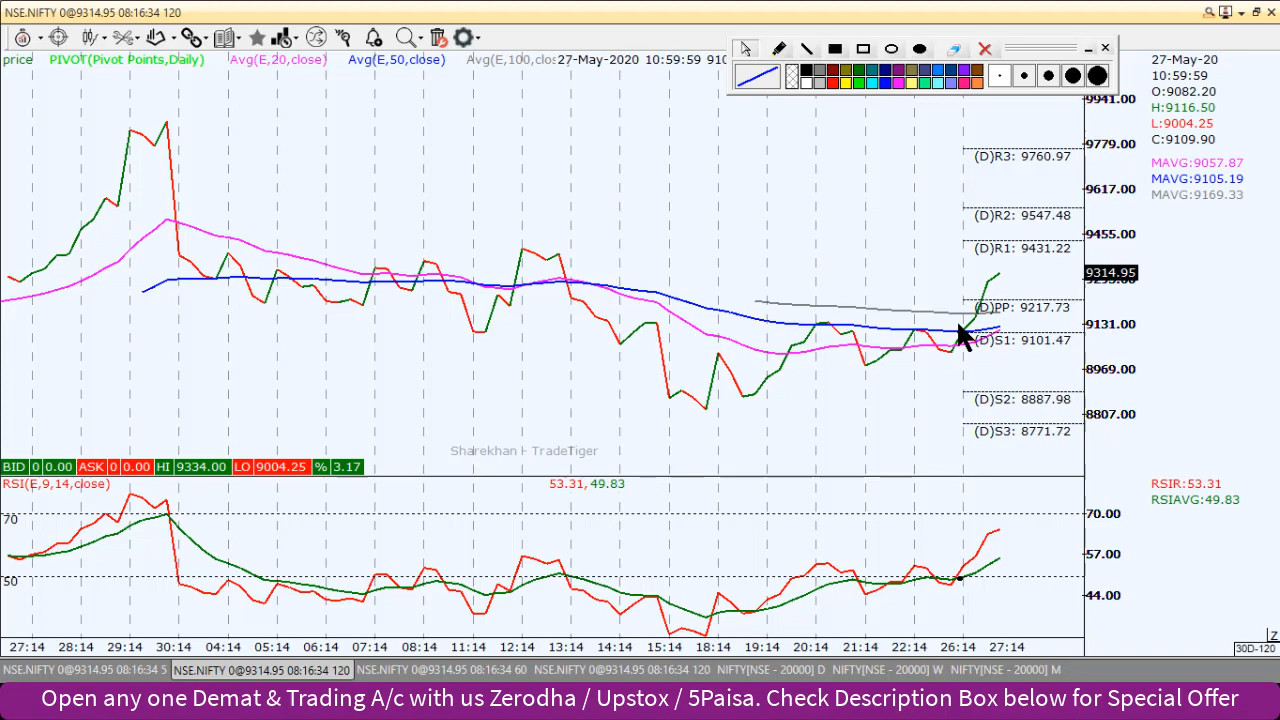 NSE.NIFTY 0@9314.95 08:16:34 120
price PIVOT(Pivot Points,Daily) Avg(E,20,close) Avg(E,50,close) Avg(E,100,clos 27-May-2020 10:59:59
27-May-20
10:59:59
O:9082.20
H:9116.50
L:9004.25
C:9109.90
MAVG:9057.87
MAVG:9105.19
MAVG:9169.33
9941.00
9779.00
9617.00
9455.00
9314.95
9131.00
8969.00
8807.00
(D)R3: 9760.97
(D)R2: 9547.48
(D)R1: 9431.22
(D)PP: 9217.73
(D)S1: 9101.47
(D)S2: 8887.98
(D)S3: 8771.72
Sharekhan - TradeTiger
BID 0 0.00 ASK 0 0.00 HI 9334.00 LO 9004.25 % 3.17
RSI(E,9,14,close) 53.31, 49.83
RSIR:53.31
RSIAVG:49.83
70
50
70.00
57.00
44.00
27:14 28:14 29:14 30:14 04:14 05:14 06:14 07:14 08:14 11:14 12:14 13:14 14:14 15:14 18:14 19:14 20:14 21:14 22:14 26:14 27:14
Z
30D-120
NSE.NIFTY 0@9314.95 08:16:34 5 NSE.NIFTY 0@9314.95 08:16:34 120 NSE.NIFTY 0@9314.95 08:16:34 60 NSE.NIFTY 0@9314.95 08:16:34 120 NIFTY[NSE - 20000] D NIFTY[NSE - 20000] W NIFTY[NSE - 20000] M
Open any one Demat & Trading A/c with us Zerodha / Upstox / 5Paisa. Check Description Box below for Special Offer